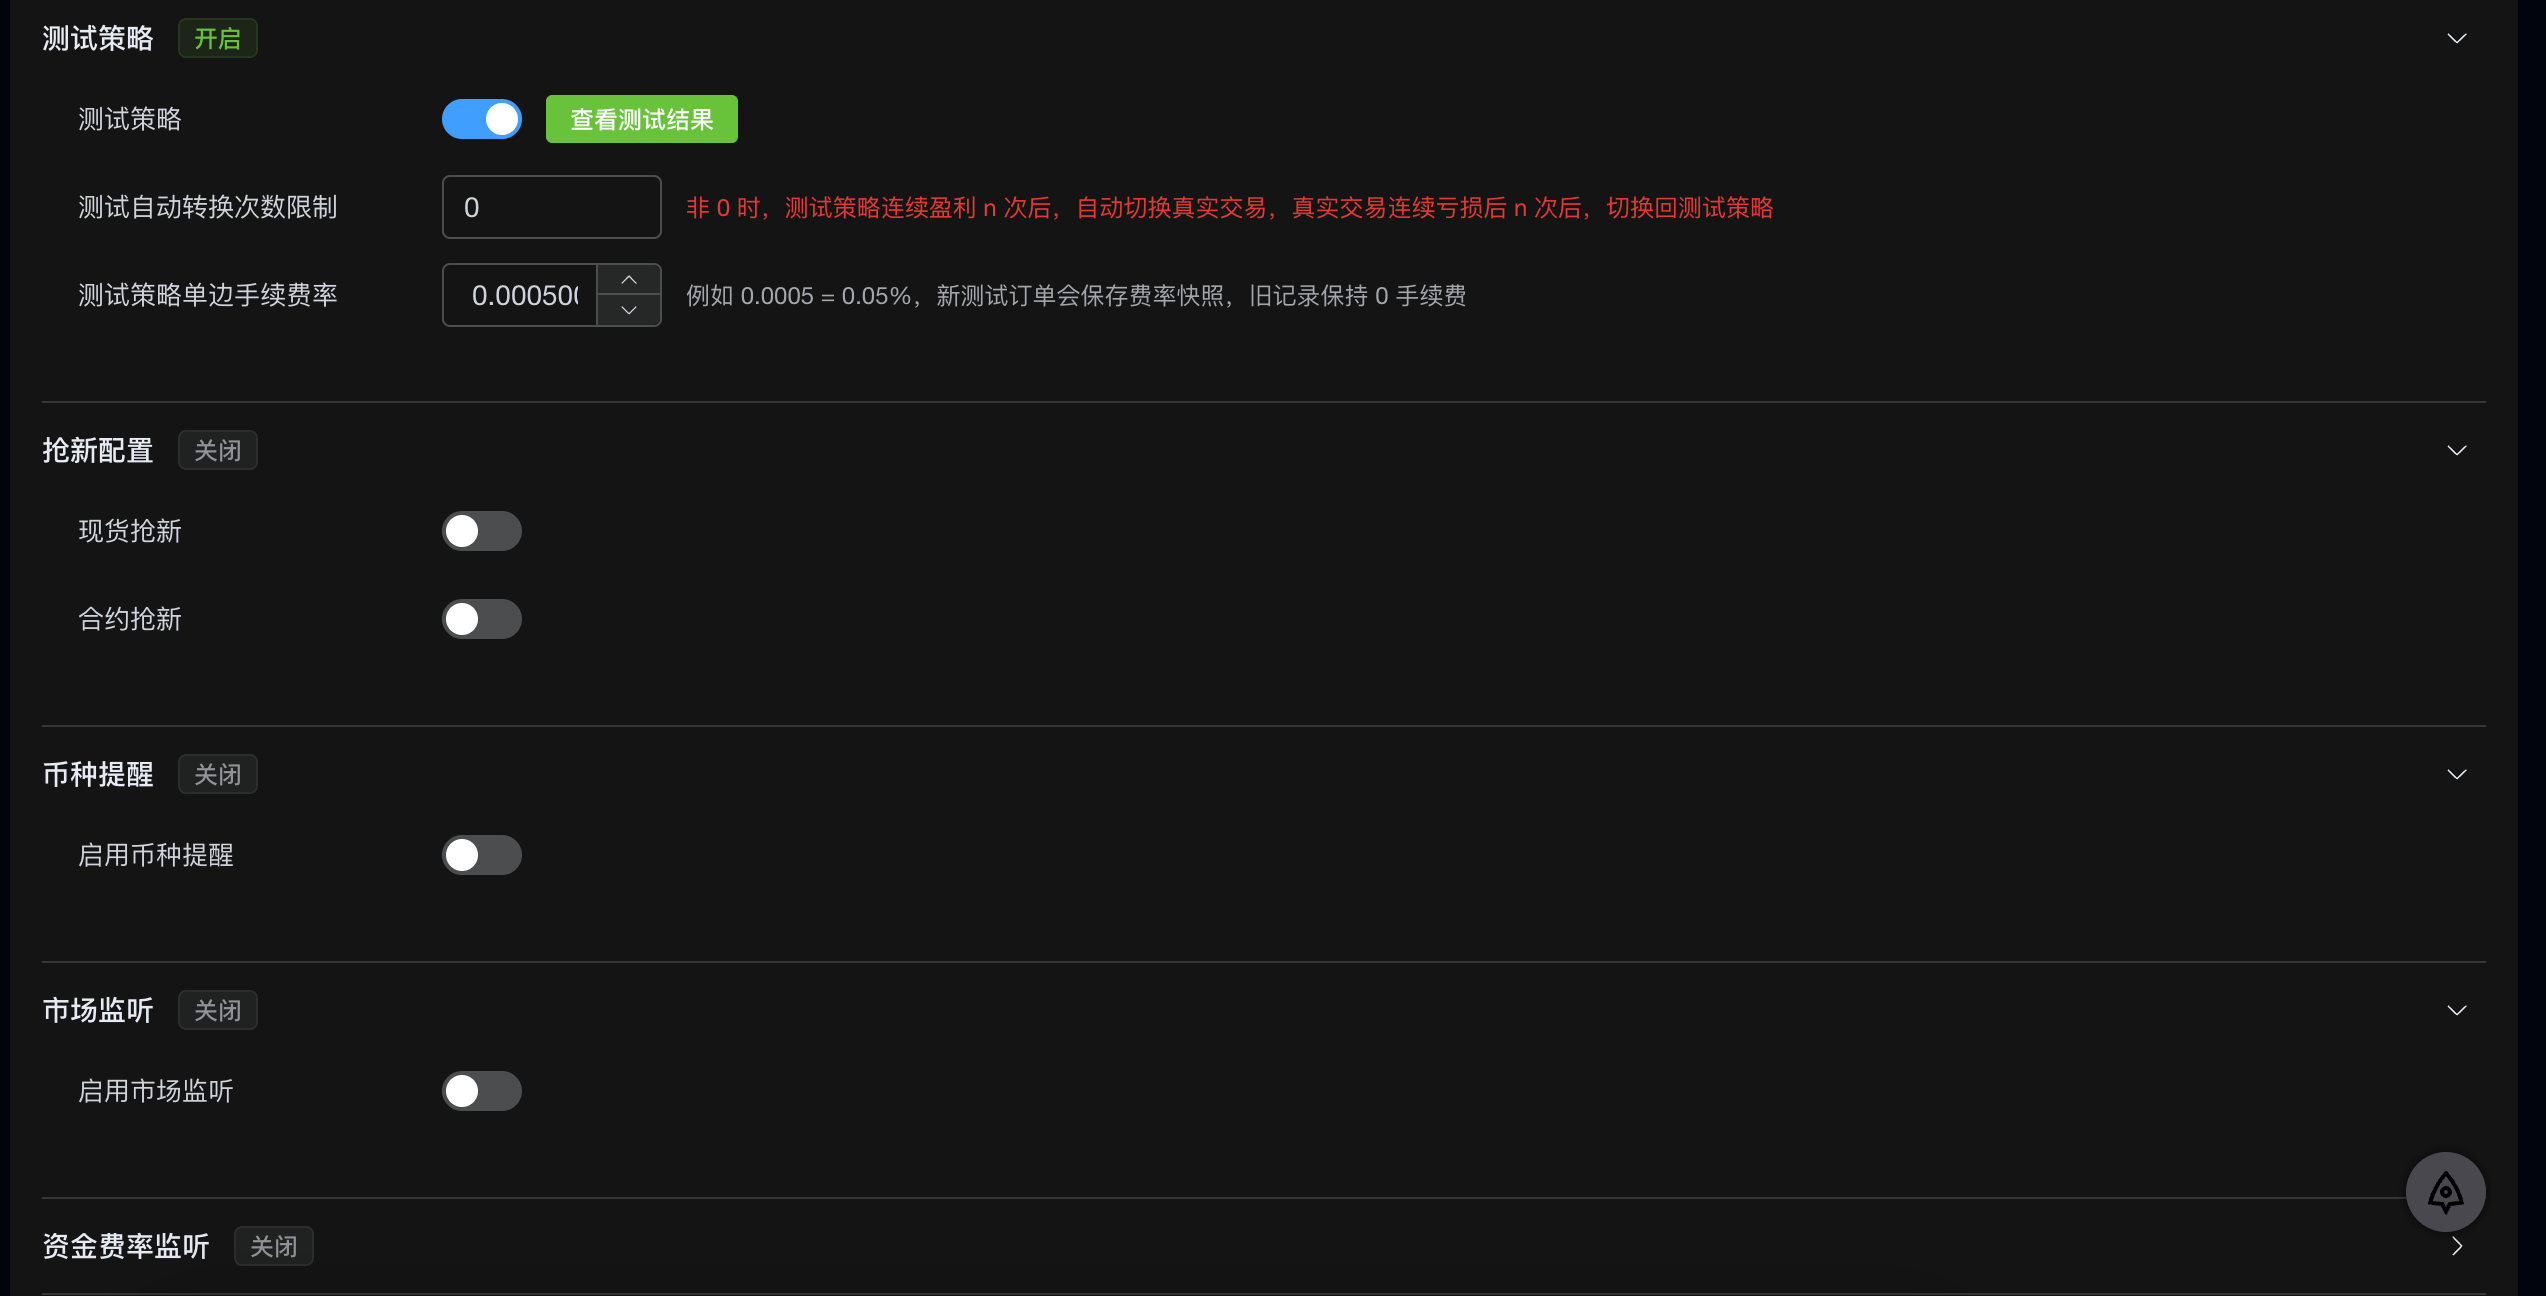 测试策略 开启
测试策略 查看测试结果
测试自动转换次数限制 0 非 0 时，测试策略连续盈利 n 次后，自动切换真实交易，真实交易连续亏损后 n 次后，切换回测试策略
测试策略单边手续费率 0.00050 例如 0.0005 = 0.05%，新测试订单会保存费率快照，旧记录保持 0 手续费
抢新配置 关闭
现货抢新
合约抢新
币种提醒 关闭
启用币种提醒
市场监听 关闭
启用市场监听
资金费率监听 关闭